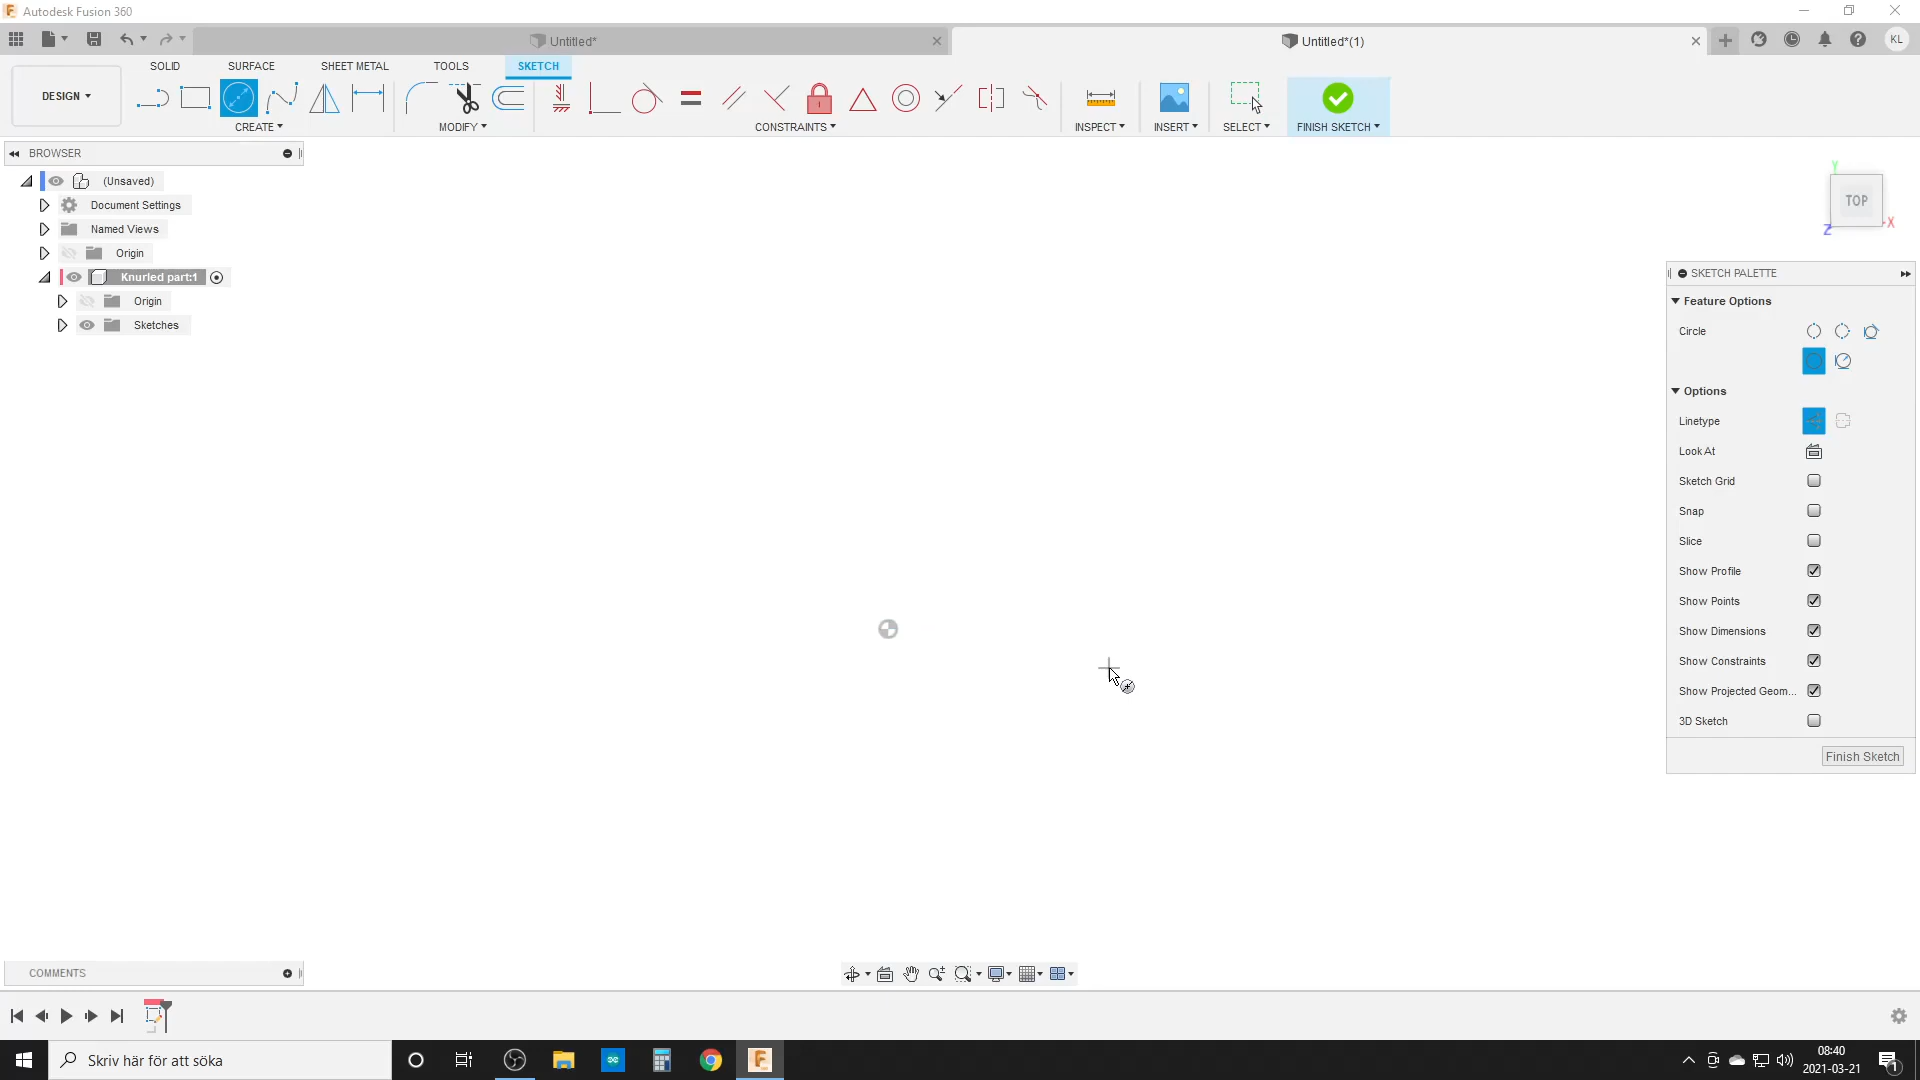 Autodesk Fusion 360
Untitled*
Untitled*(1)
KL
SOLID
SURFACE
SHEET METAL
TOOLS
SKETCH
DESIGN
CREATE
MODIFY
CONSTRAINTS
INSPECT
INSERT
SELECT
FINISH SKETCH
BROWSER
(Unsaved)
Document Settings
Named Views
Origin
Knurled part:1
Origin
Sketches
Y
TOP
X
Z
SKETCH PALETTE
Feature Options
Circle
Options
Linetype
Look At
Sketch Grid
Snap
Slice
Show Profile
Show Points
Show Dimensions
Show Constraints
Show Projected Geom...
3D Sketch
Finish Sketch
COMMENTS
Skriv här för att söka
08:40
2021-03-21
1